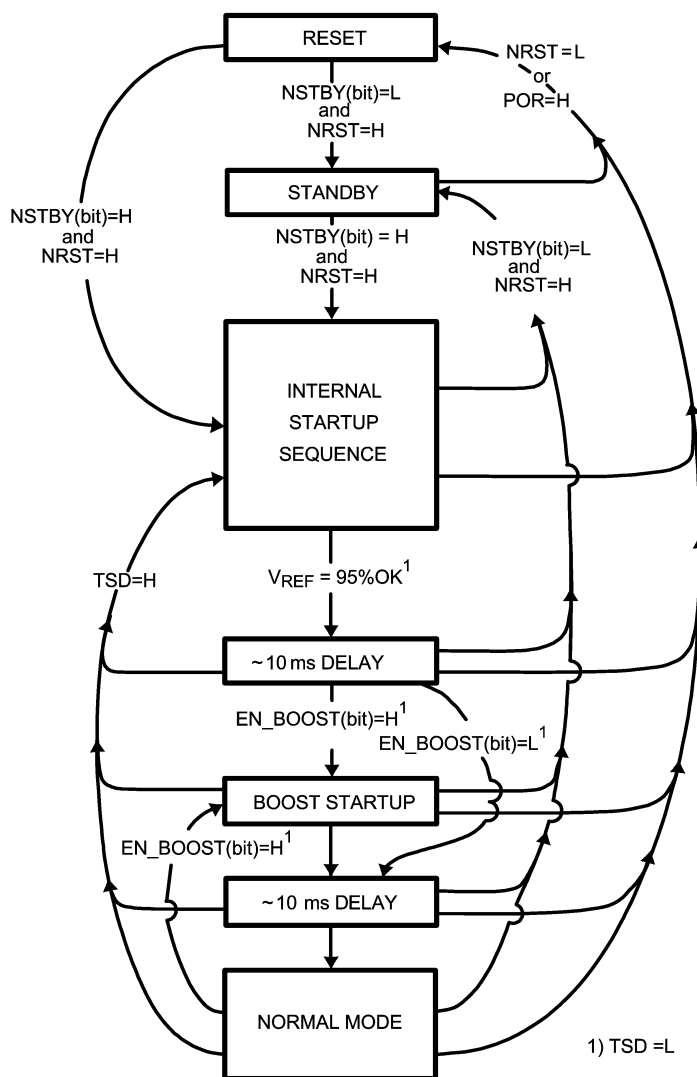 RESET
NRST=L
or
POR=H
NSTBY(bit)=L
and
NRST=H
STANDBY
NSTBY(bit)=H
and
NRST=H
NSTBY(bit) = H
and
NRST=H
NSTBY(bit)=L
and
NRST=H
INTERNAL
STARTUP
SEQUENCE
TSD=H
VREF = 95%OK1
~10 ms DELAY
EN_BOOST(bit)=H1
EN_BOOST(bit)=L1
BOOST STARTUP
EN_BOOST(bit)=H1
~10 ms DELAY
NORMAL MODE
1) TSD =L